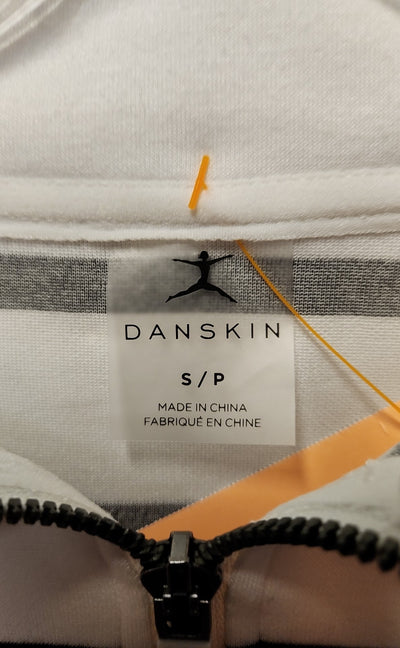 DANSKIN
S / P
MADE IN CHINA
FABRIQUÉ EN CHINE